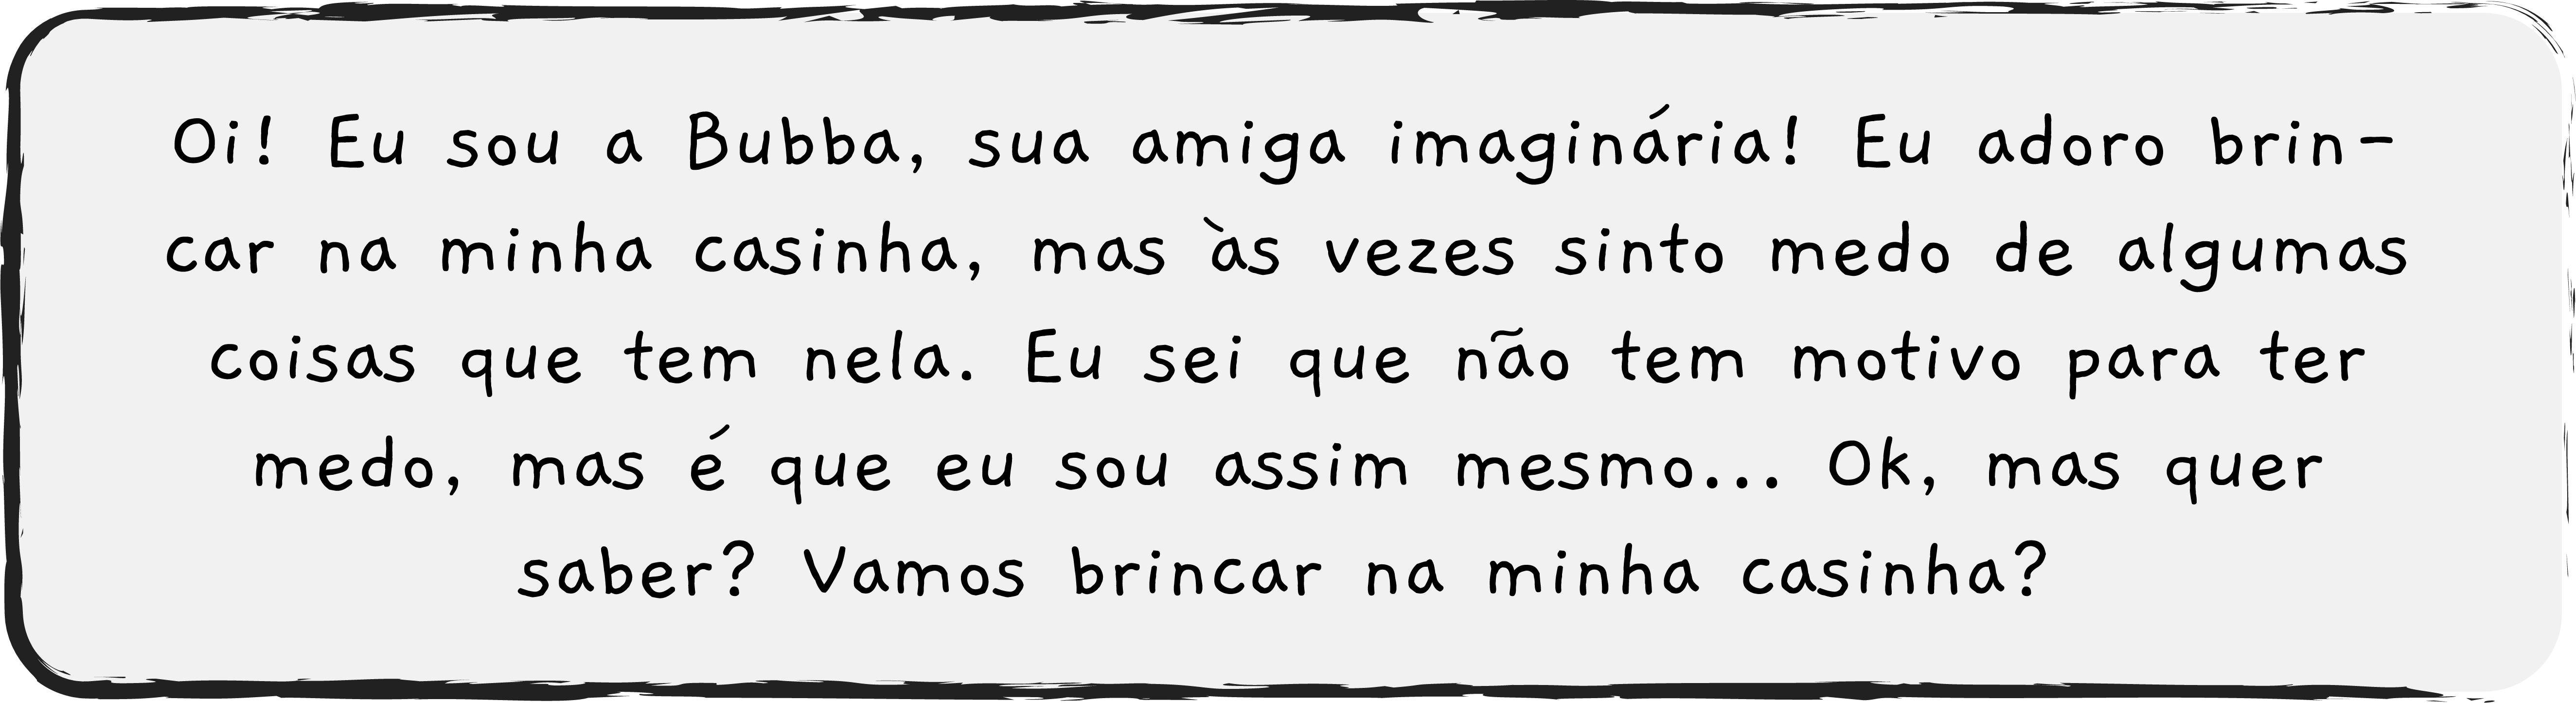 Oi! Eu sou a Bubba, sua amiga imaginária! Eu adoro brin-
car na minha casinha, mas às vezes sinto medo de algumas
coisas que tem nela. Eu sei que não tem motivo para ter
medo, mas é que eu sou assim mesmo... Ok, mas quer
saber? Vamos brincar na minha casinha?